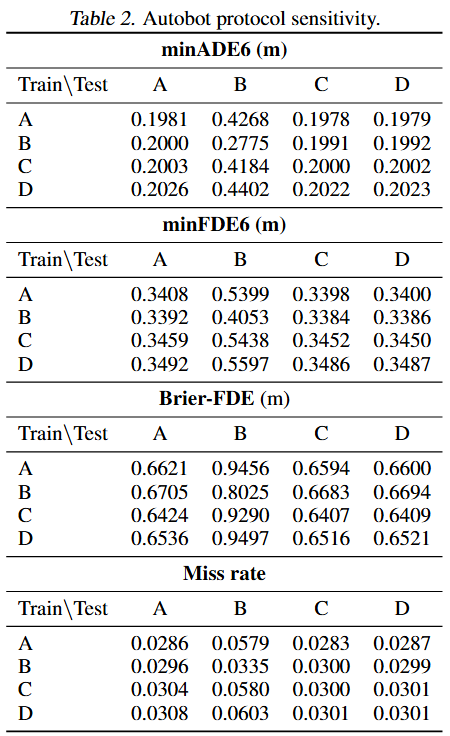 Table 2. Autobot protocol sensitivity.
minADE6 (m)
Train\Test A B C D
A 0.1981 0.4268 0.1978 0.1979
B 0.2000 0.2775 0.1991 0.1992
C 0.2003 0.4184 0.2000 0.2002
D 0.2026 0.4402 0.2022 0.2023
minFDE6 (m)
Train\Test A B C D
A 0.3408 0.5399 0.3398 0.3400
B 0.3392 0.4053 0.3384 0.3386
C 0.3459 0.5438 0.3452 0.3450
D 0.3492 0.5597 0.3486 0.3487
Brier-FDE (m)
Train\Test A B C D
A 0.6621 0.9456 0.6594 0.6600
B 0.6705 0.8025 0.6683 0.6694
C 0.6424 0.9290 0.6407 0.6409
D 0.6536 0.9497 0.6516 0.6521
Miss rate
Train\Test A B C D
A 0.0286 0.0579 0.0283 0.0287
B 0.0296 0.0335 0.0300 0.0299
C 0.0304 0.0580 0.0300 0.0301
D 0.0308 0.0603 0.0301 0.0301